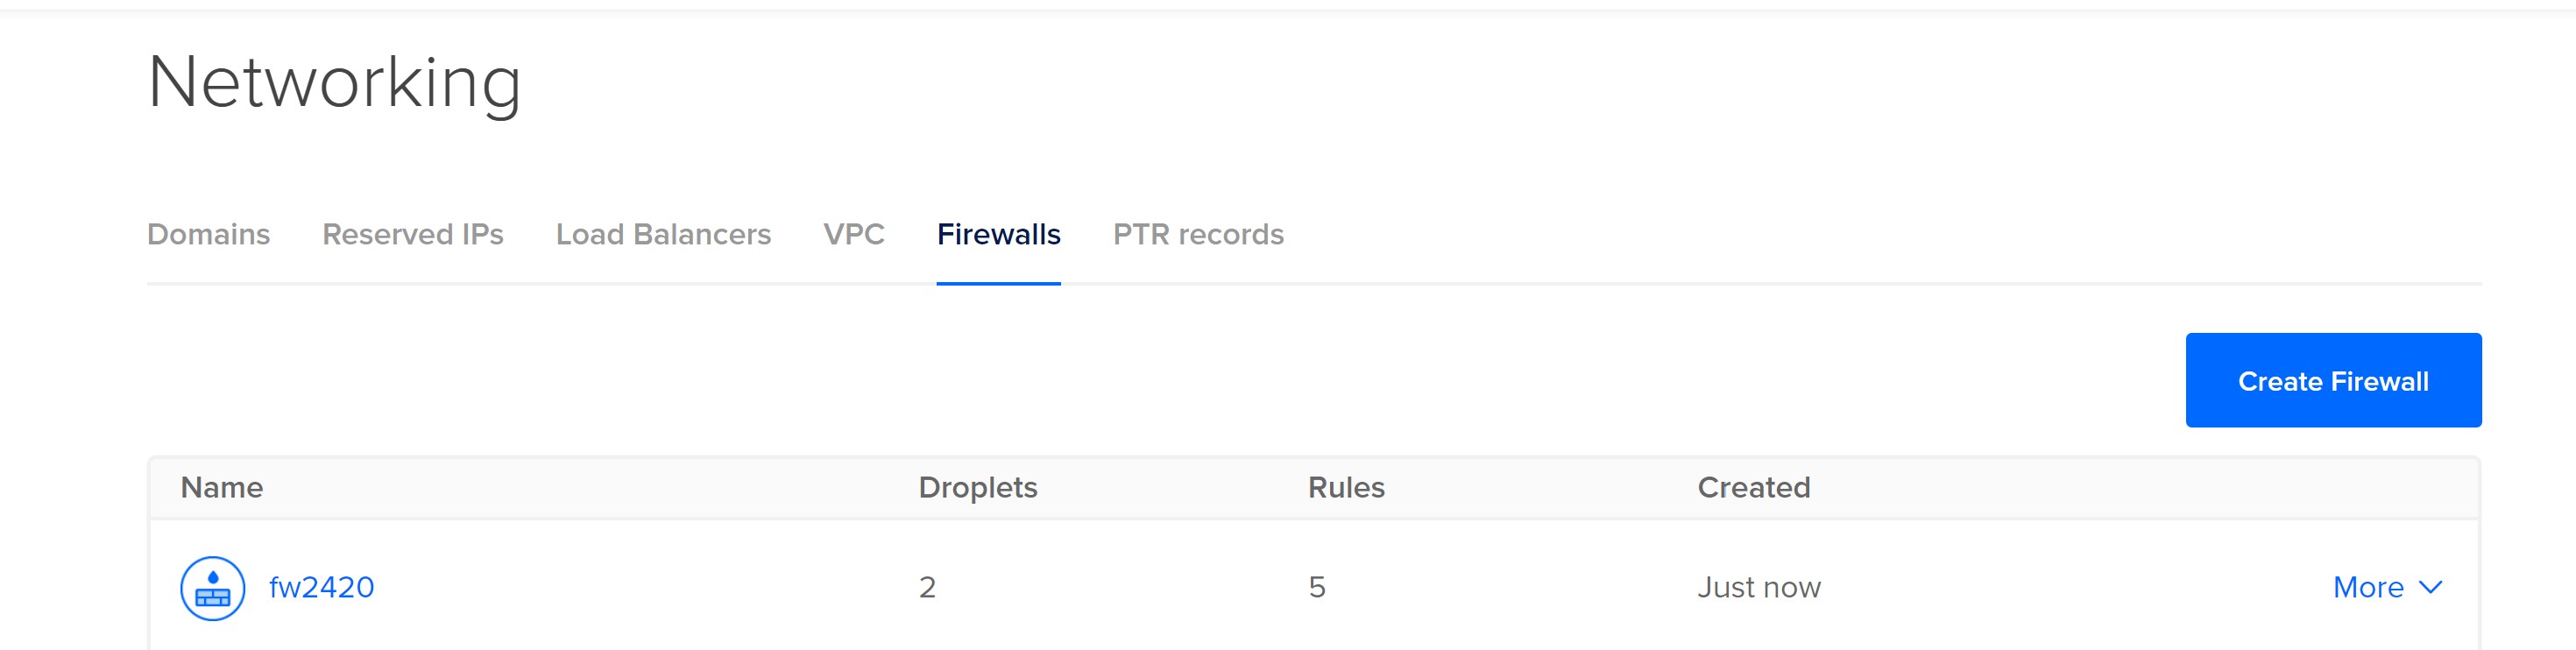 Networking
Domains Reserved IPs Load Balancers VPC Firewalls PTR records
Create Firewall
Name Droplets Rules Created
fw2420 2 5 Just now More